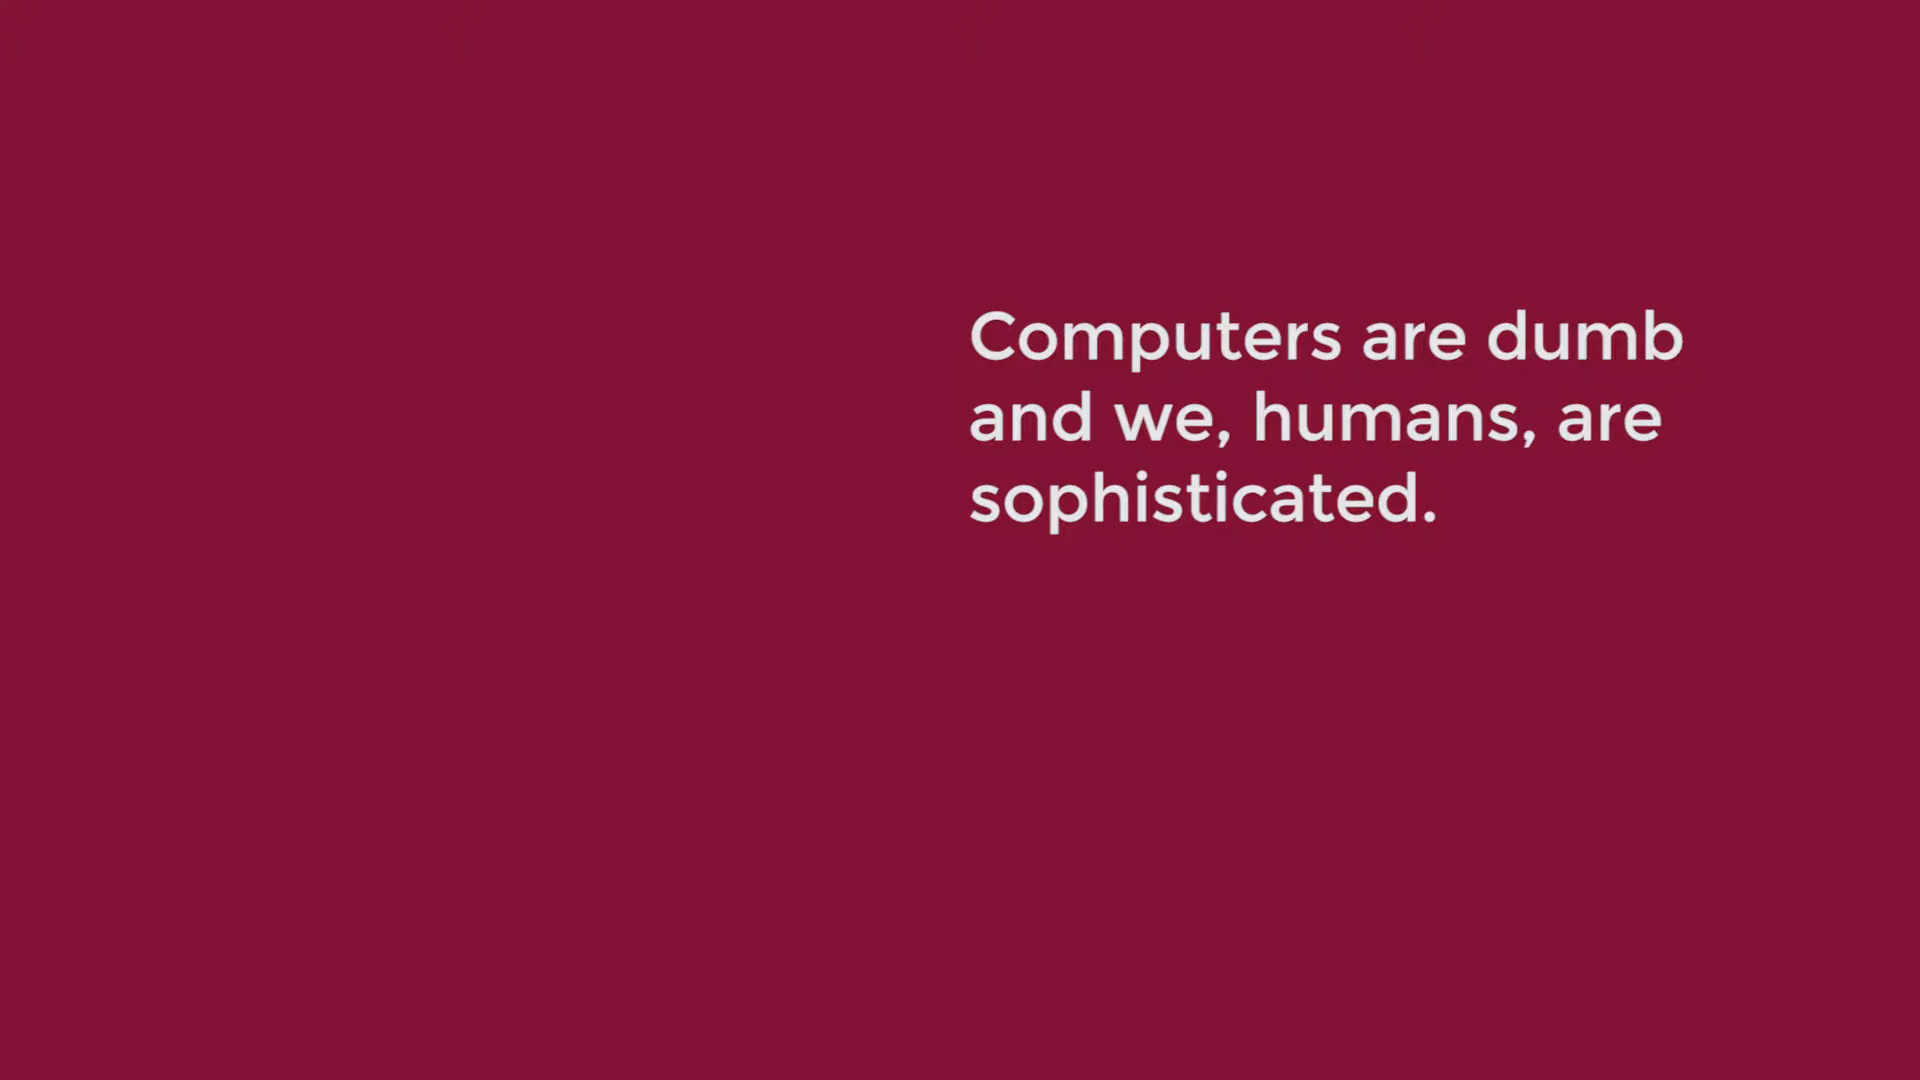 Computers are dumb
and we, humans, are
sophisticated.